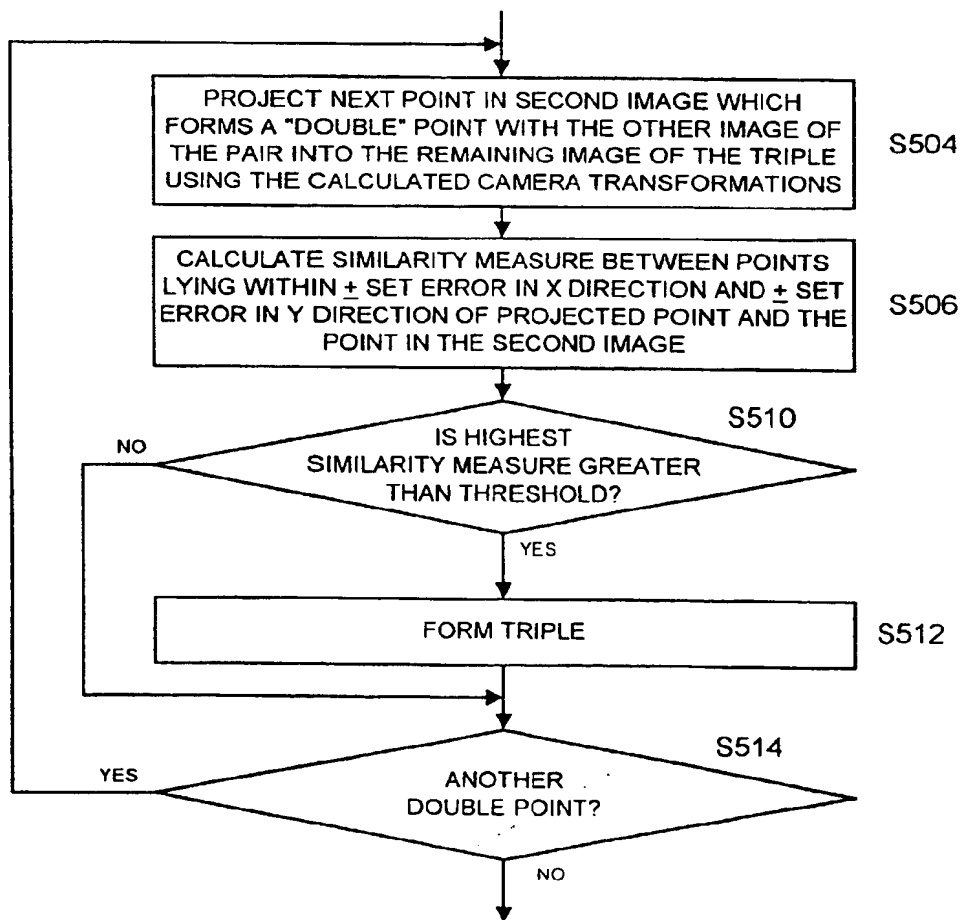 PROJECT NEXT POINT IN SECOND IMAGE WHICH
FORMS A "DOUBLE" POINT WITH THE OTHER IMAGE OF
THE PAIR INTO THE REMAINING IMAGE OF THE TRIPLE
USING THE CALCULATED CAMERA TRANSFORMATIONS
S504
CALCULATE SIMILARITY MEASURE BETWEEN POINTS
LYING WITHIN ± SET ERROR IN X DIRECTION AND ± SET
ERROR IN Y DIRECTION OF PROJECTED POINT AND THE
POINT IN THE SECOND IMAGE
S506
S510
NO
IS HIGHEST
SIMILARITY MEASURE GREATER
THAN THRESHOLD?
YES
FORM TRIPLE
S512
S514
YES
ANOTHER
DOUBLE POINT?
NO